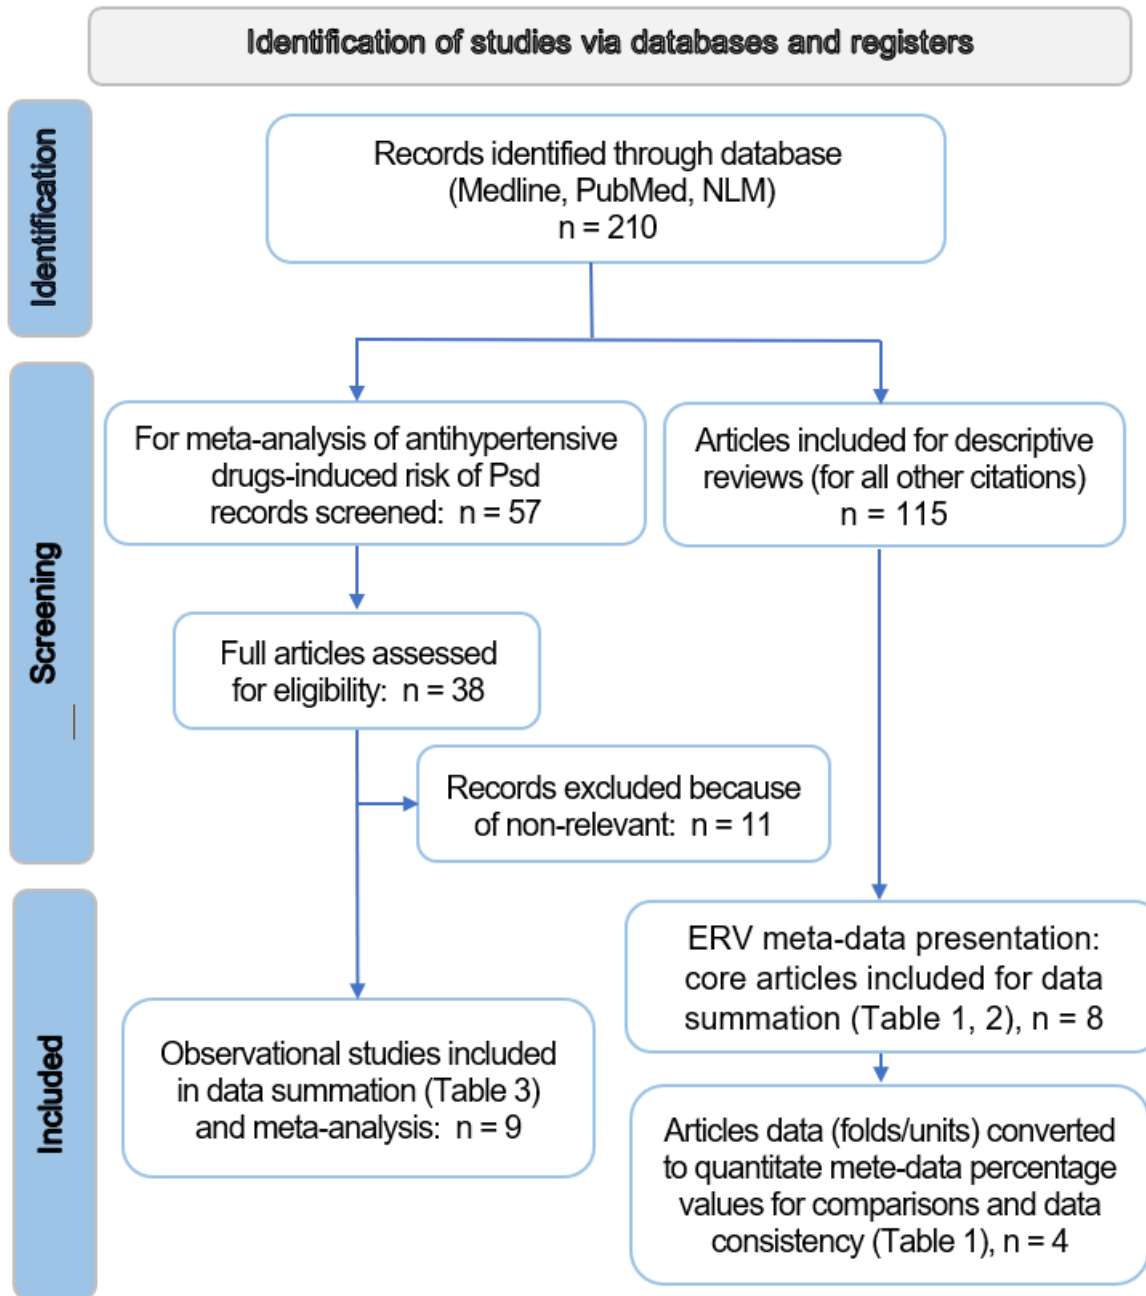 Identification of studies via databases and registers
Identification
Records identified through database
(Medline, PubMed, NLM)
n = 210
Screening
For meta-analysis of antihypertensive
drugs-induced risk of Psd
records screened: n = 57
Articles included for descriptive
reviews (for all other citations)
n = 115
Full articles assessed
for eligibility: n = 38
Records excluded because
of non-relevant: n = 11
Included
Observational studies included
in data summation (Table 3)
and meta-analysis: n = 9
ERV meta-data presentation:
core articles included for data
summation (Table 1, 2), n = 8
Articles data (folds/units) converted
to quantitate mete-data percentage
values for comparisons and data
consistency (Table 1), n = 4